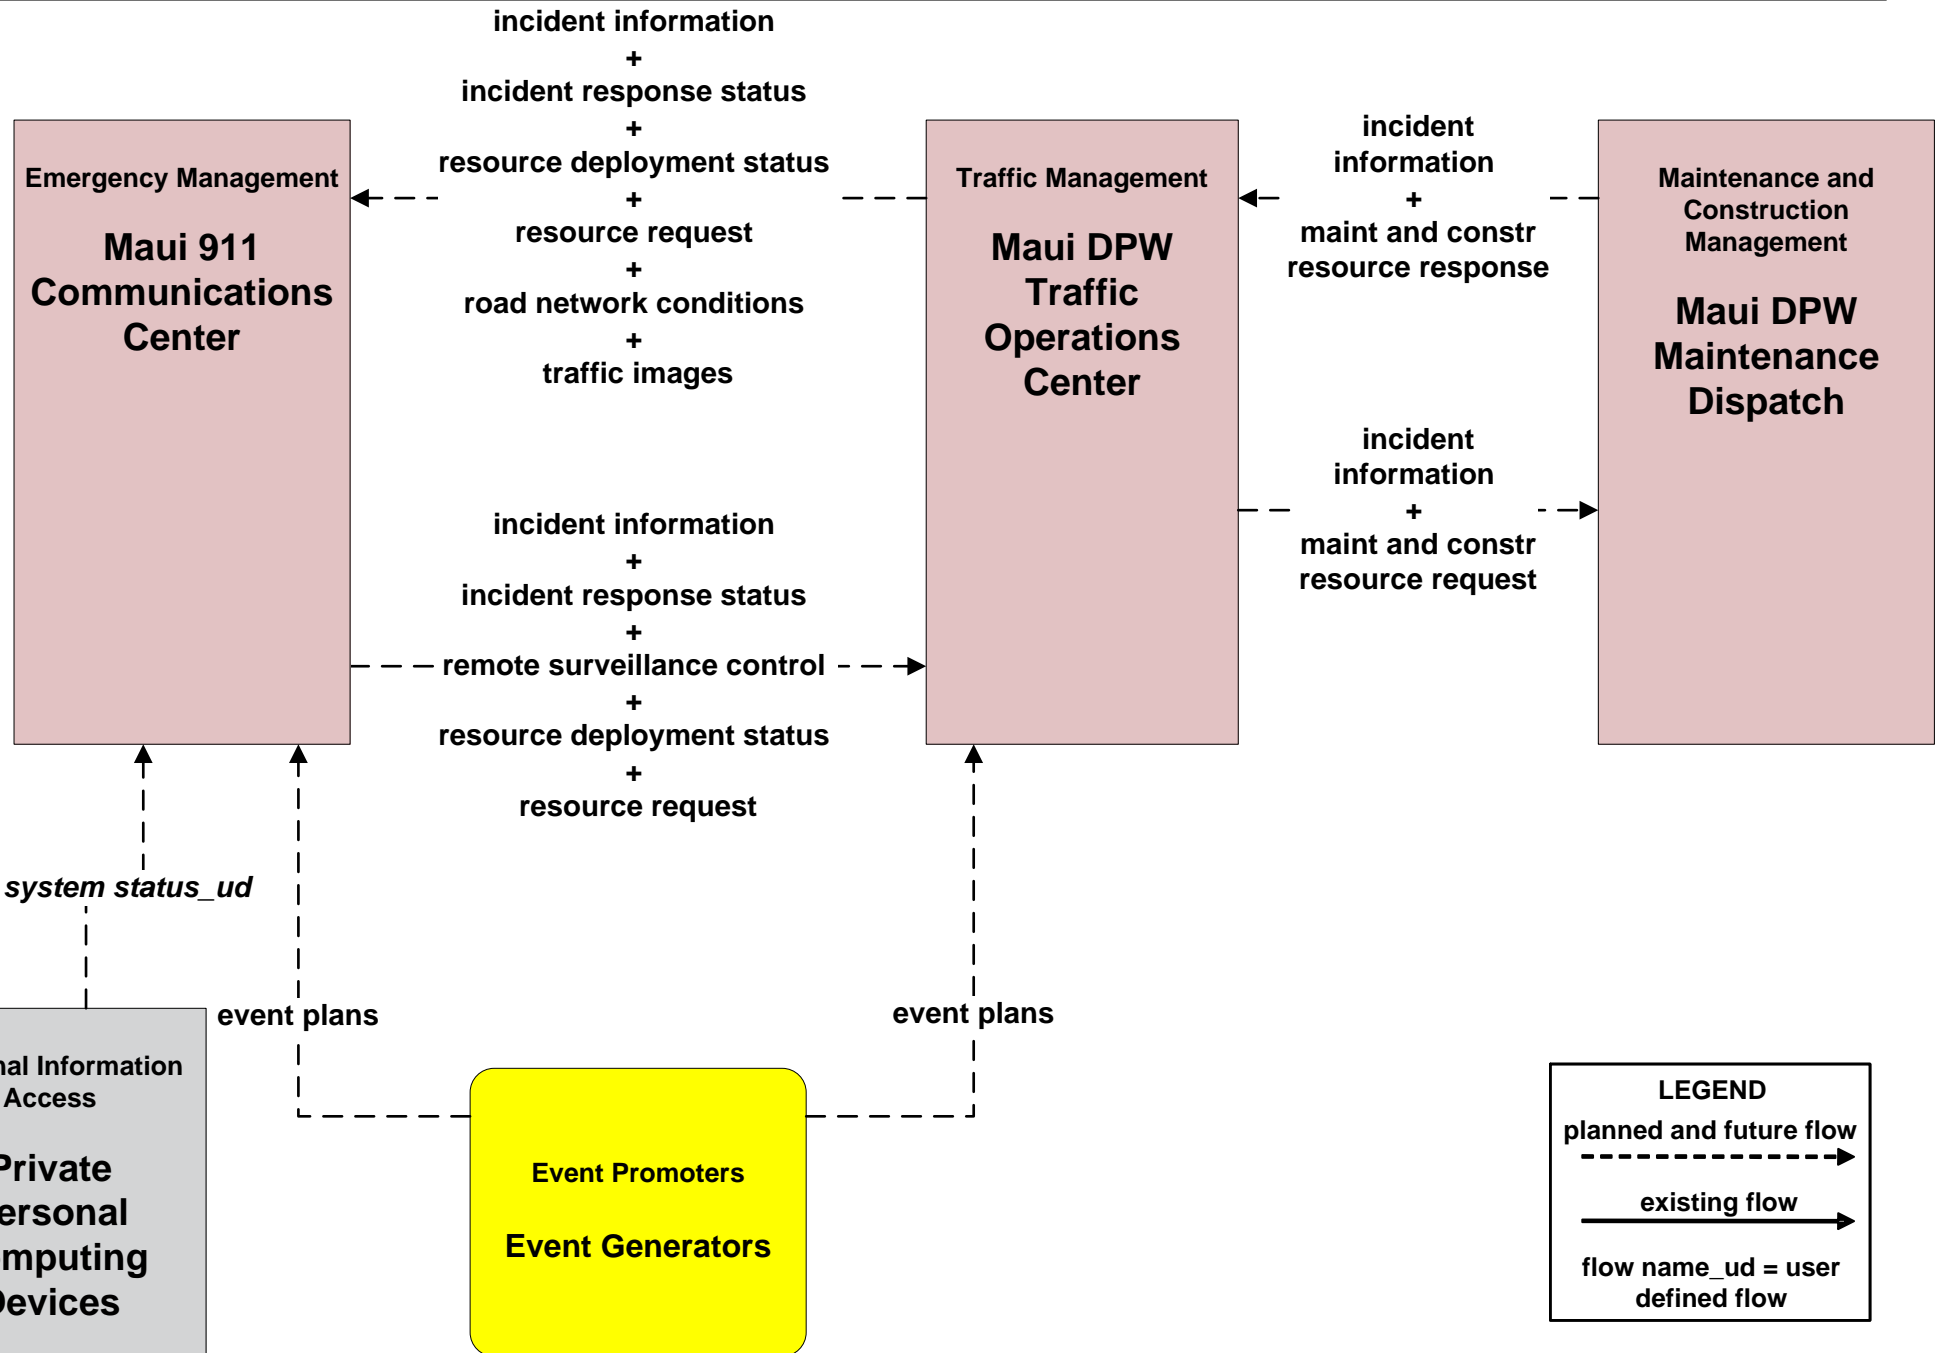 incident information
+
incident response status
+
resource deployment status
+
resource request
+
road network conditions
+
traffic images
Emergency Management
Maui 911
Communications
Center
Traffic Management
Maui DPW
Traffic
Operations
Center
incident
information
+
maint and constr
resource response
Maintenance and
Construction
Management
Maui DPW
Maintenance
Dispatch
incident
information
+
maint and constr
resource request
incident information
+
incident response status
+
remote surveillance control
+
resource deployment status
+
resource request
system status_ud
event plans
event plans
nal Information
Access
Private
ersonal
mputing
Devices
Event Promoters
Event Generators
LEGEND
planned and future flow
existing flow
flow name_ud = user
defined flow